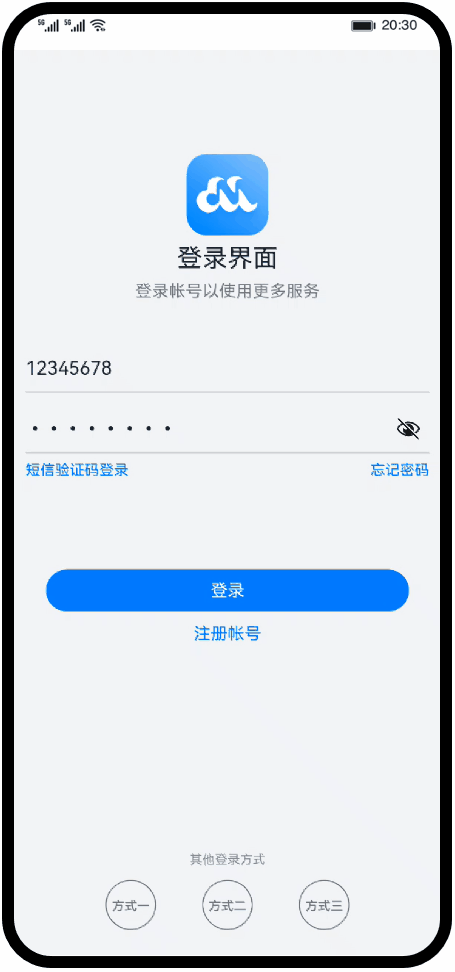 5G 5G 20:30
登录界面
登录帐号以使用更多服务
12345678
••••••••
短信验证码登录 忘记密码
登录
注册帐号
其他登录方式
方式一 方式二 方式三